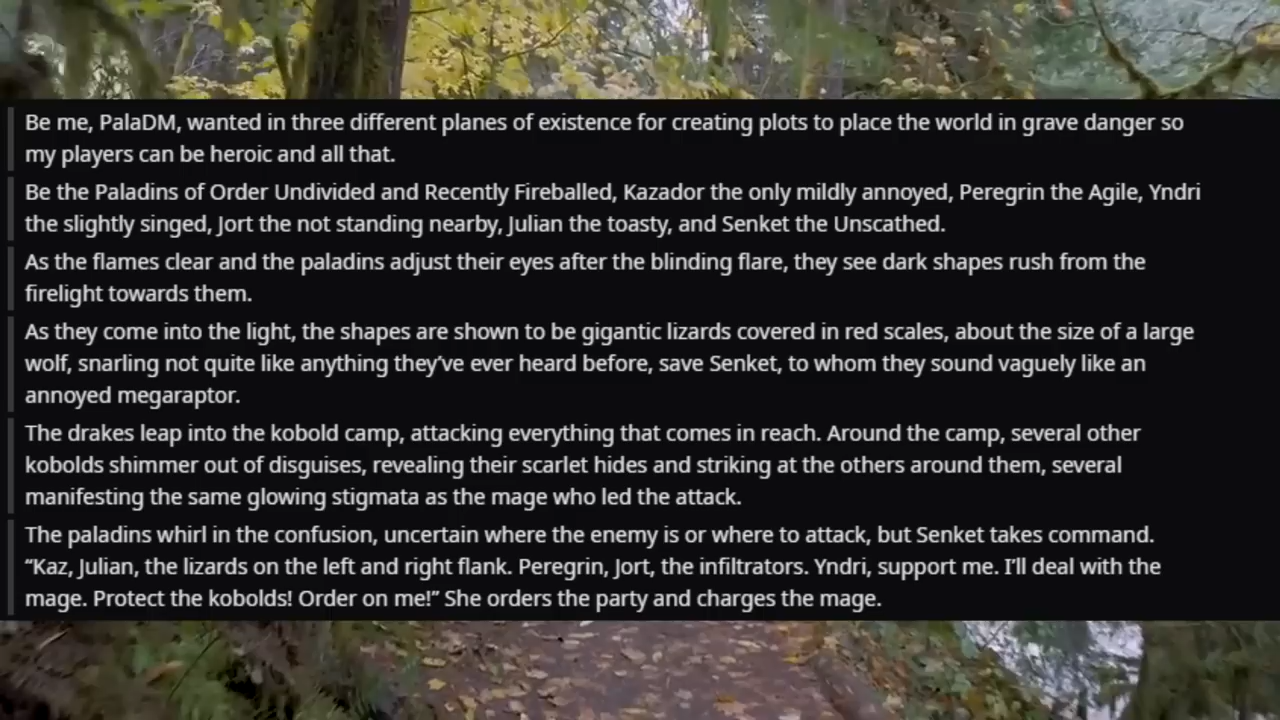 Be me, PalaDM, wanted in three different planes of existence for creating plots to place the world in grave danger so
my players can be heroic and all that.
Be the Paladins of Order Undivided and Recently Fireballed, Kazador the only mildly annoyed, Peregrin the Agile, Yndri
the slightly singed, Jort the not standing nearby, Julian the toasty, and Senket the Unscathed.
As the flames clear and the paladins adjust their eyes after the blinding flare, they see dark shapes rush from the
firelight towards them.
As they come into the light, the shapes are shown to be gigantic lizards covered in red scales, about the size of a large
wolf, snarling not quite like anything they’ve ever heard before, save Senket, to whom they sound vaguely like an
annoyed megaraptor.
The drakes leap into the kobold camp, attacking everything that comes in reach. Around the camp, several other
kobolds shimmer out of disguises, revealing their scarlet hides and striking at the others around them, several
manifesting the same glowing stigmata as the mage who led the attack.
The paladins whirl in the confusion, uncertain where the enemy is or where to attack, but Senket takes command.
“Kaz, Julian, the lizards on the left and right flank. Peregrin, Jort, the infiltrators. Yndri, support me. I’ll deal with the
mage. Protect the kobolds! Order on me!” She orders the party and charges the mage.